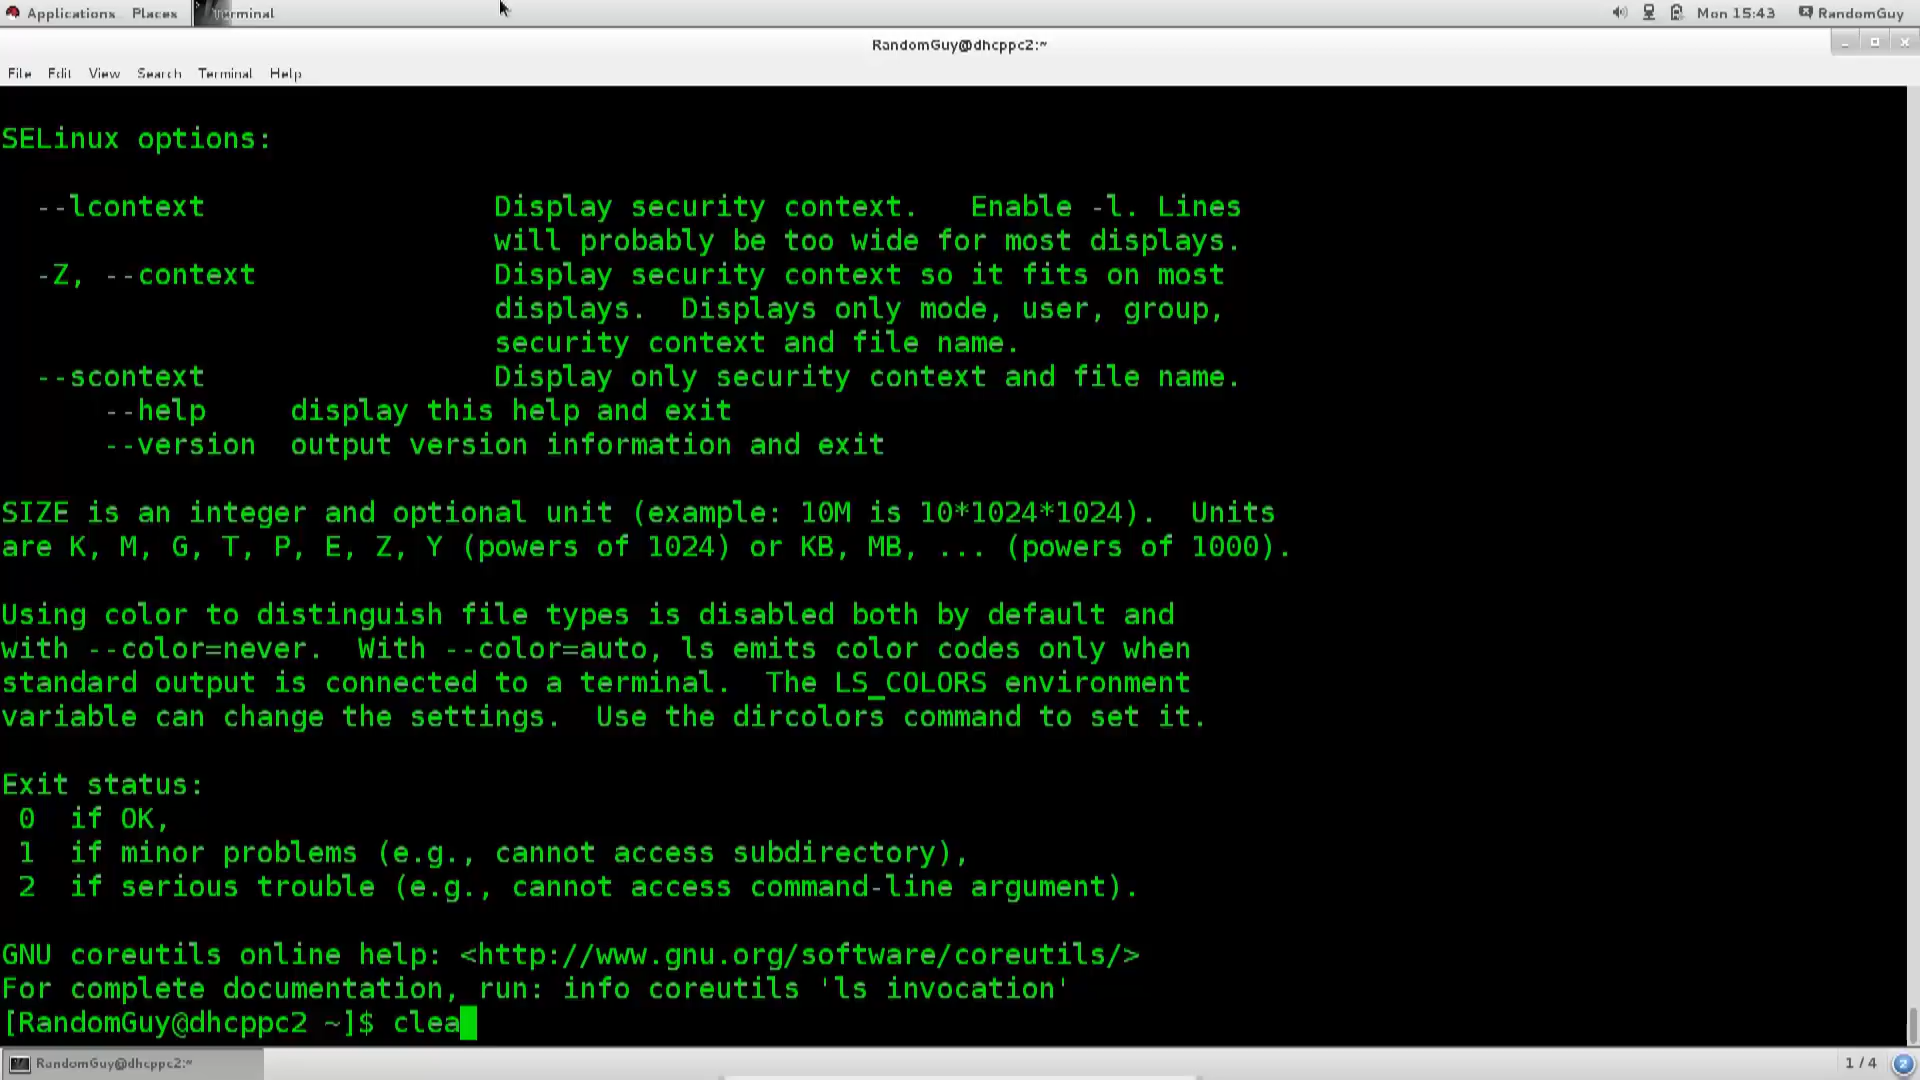 Applications Places Terminal Mon 15:43 RandomGuy
RandomGuy@dhcppc2:~
File Edit View Search Terminal Help
SELinux options:
--lcontext Display security context. Enable -l. Lines
will probably be too wide for most displays.
-Z, --context Display security context so it fits on most
displays. Displays only mode, user, group,
security context and file name.
--scontext Display only security context and file name.
--help display this help and exit
--version output version information and exit
SIZE is an integer and optional unit (example: 10M is 10*1024*1024). Units
are K, M, G, T, P, E, Z, Y (powers of 1024) or KB, MB, ... (powers of 1000).
Using color to distinguish file types is disabled both by default and
with --color=never. With --color=auto, ls emits color codes only when
standard output is connected to a terminal. The LS_COLORS environment
variable can change the settings. Use the dircolors command to set it.
Exit status:
0 if OK,
1 if minor problems (e.g., cannot access subdirectory),
2 if serious trouble (e.g., cannot access command-line argument).
GNU coreutils online help: <http://www.gnu.org/software/coreutils/>
For complete documentation, run: info coreutils 'ls invocation'
[RandomGuy@dhcppc2 ~]$ clea
RandomGuy@dhcppc2:~ 1 / 4 2